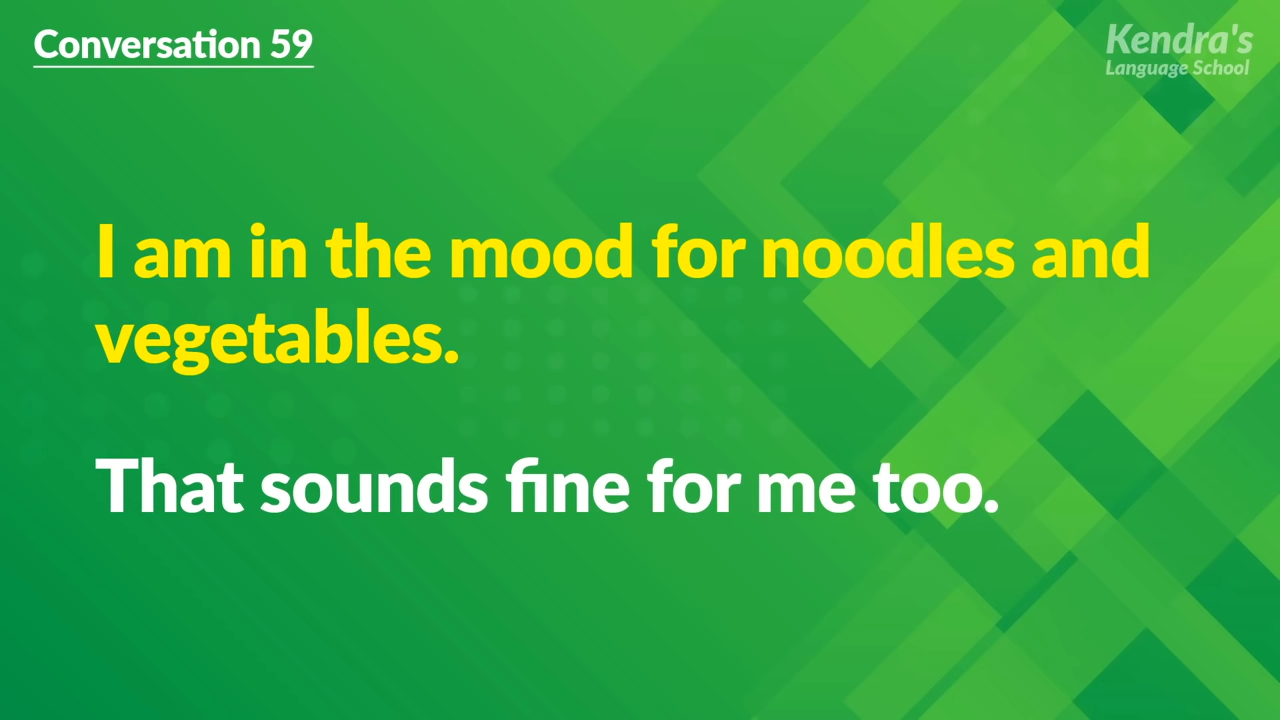 Conversation 59
Kendra's
Language School
I am in the mood for noodles and
vegetables.
That sounds fine for me too.